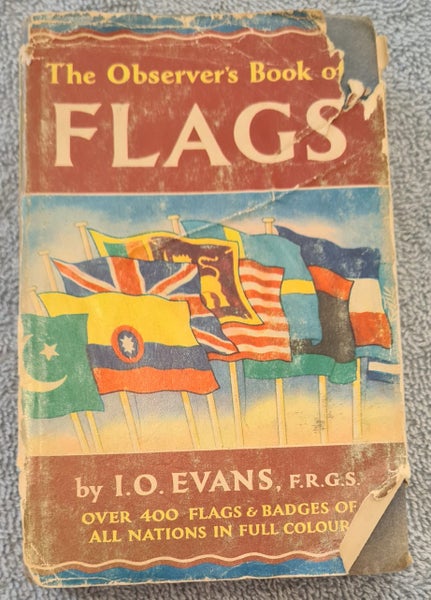 The Observer's Book of
FLAGS
by I.O. EVANS, F.R.G.S.
OVER 400 FLAGS & BADGES OF
ALL NATIONS IN FULL COLOUR